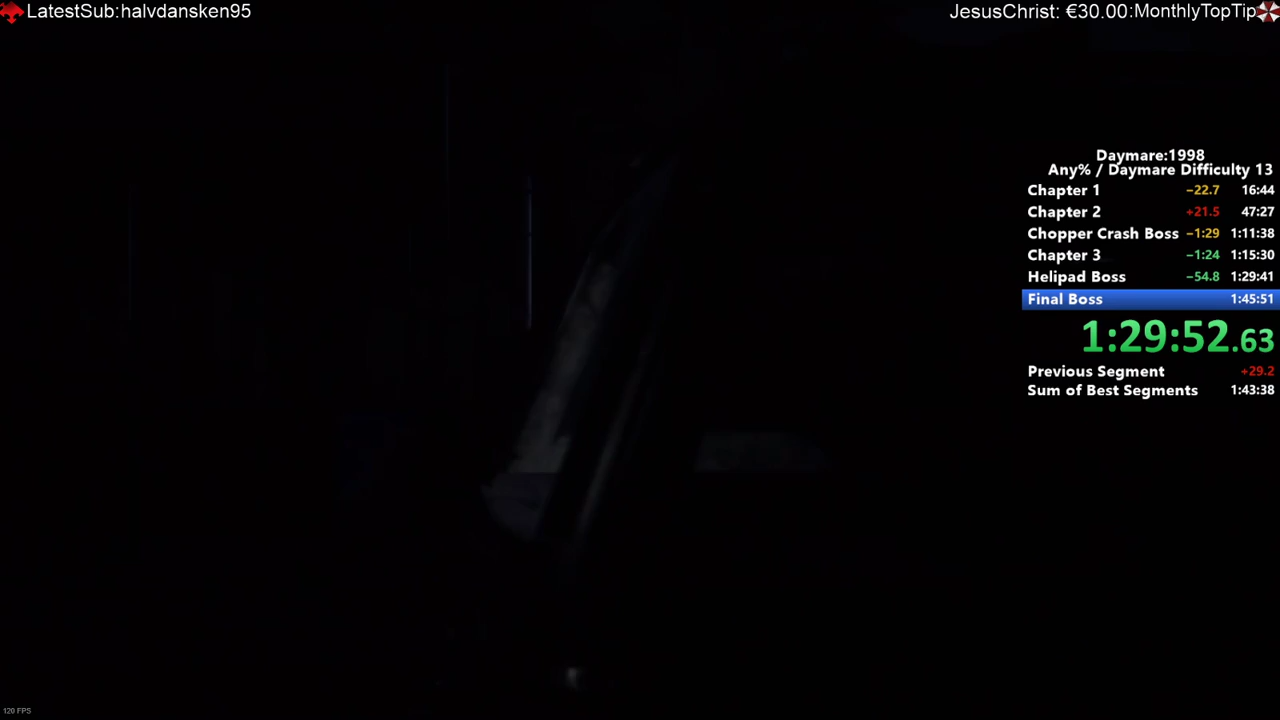 LatestSub:halvdansken95
JesusChrist: €30.00:MonthlyTopTip
Daymare:1998
Any% / Daymare Difficulty 13
Chapter 1 −22.7 16:44
Chapter 2 +21.5 47:27
Chopper Crash Boss −1:29 1:11:38
Chapter 3 −1:24 1:15:30
Helipad Boss −54.8 1:29:41
Final Boss 1:45:51
1:29:52.63
Previous Segment +29.2
Sum of Best Segments 1:43:38
120 FPS